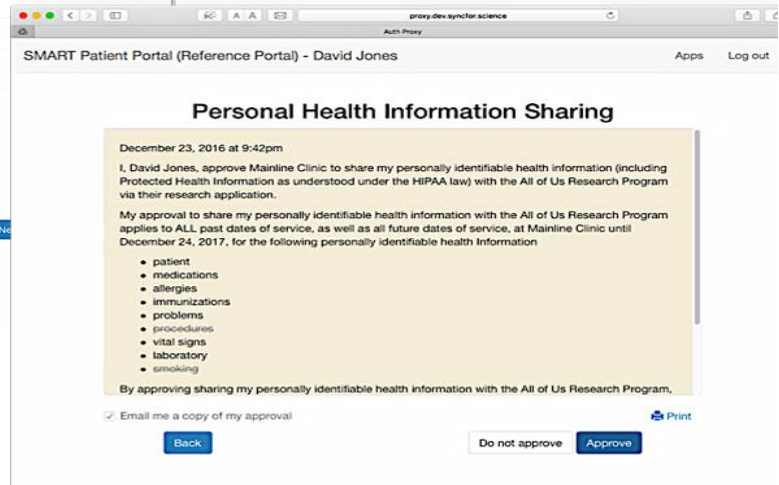 proxy.dev.syncfor.science
Auth Proxy
SMART Patient Portal (Reference Portal) - David Jones
Apps Log out
Personal Health Information Sharing
December 23, 2016 at 9:42pm
I, David Jones, approve Mainline Clinic to share my personally identifiable health information (including
Protected Health Information as understood under the HIPAA law) with the All of Us Research Program
via their research application.
My approval to share my personally identifiable health information with the All of Us Research Program
applies to ALL past dates of service, as well as all future dates of service, at Mainline Clinic until
December 24, 2017, for the following personally identifiable health Information
• patient
• medications
• allergies
• immunizations
• problems
• procedures
• vital signs
• laboratory
• smoking
By approving sharing my personally identifiable health information with the All of Us Research Program,
Email me a copy of my approval
Print
Back
Do not approve
Approve